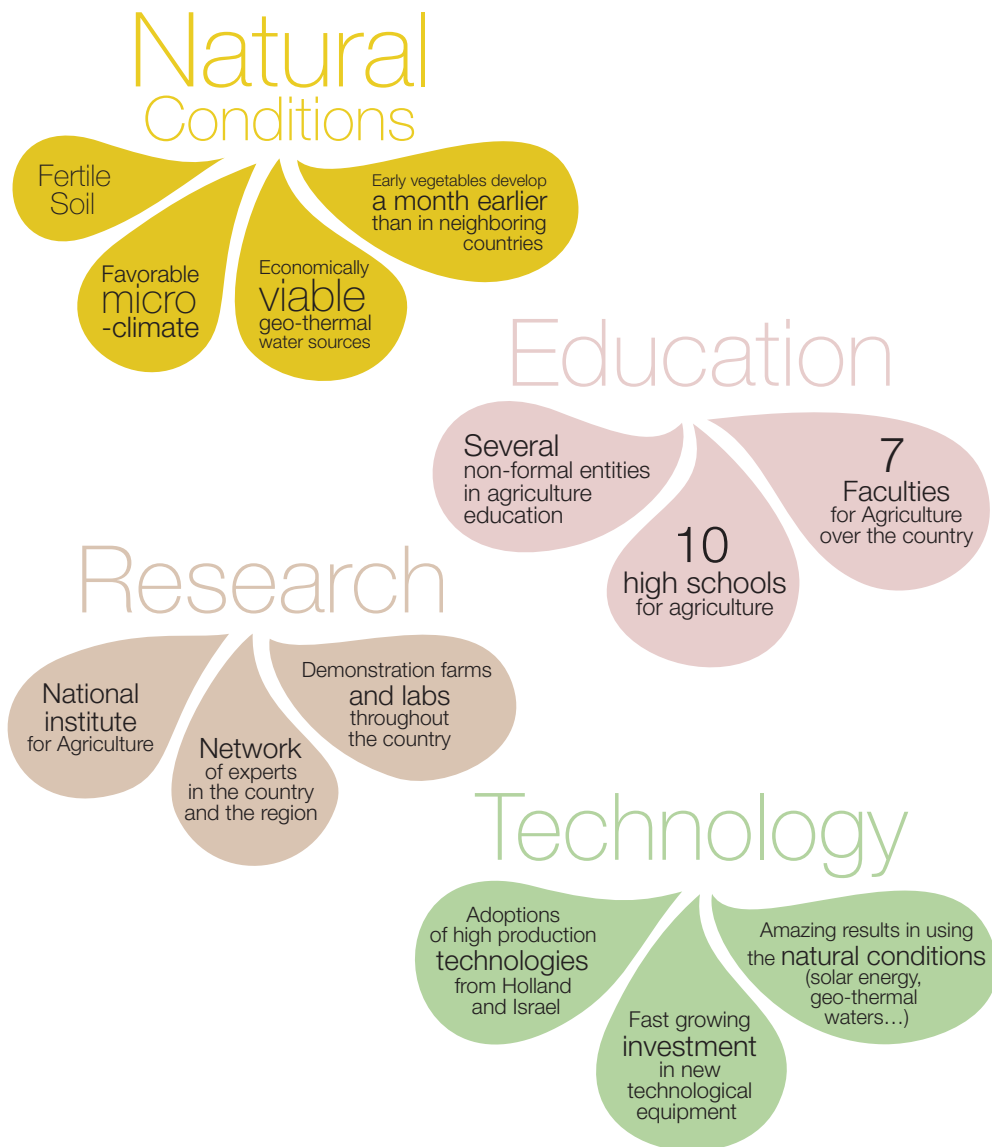 Natural
Conditions
Fertile
Soil
Favorable
micro
-climate
Economically
viable
geo-thermal
water sources
Early vegetables develop
a month earlier
than in neighboring
countries
Education
Several
non-formal entities
in agriculture
education
10
high schools
for agriculture
7
Faculties
for Agriculture
over the country
Research
National
institute
for Agriculture
Network
of experts
in the country
and the region
Demonstration farms
and labs
throughout
the country
Technology
Adoptions
of high production
technologies
from Holland
and Israel
Fast growing
investment
in new
technological
equipment
Amazing results in using
the natural conditions
(solar energy,
geo-thermal
waters…)